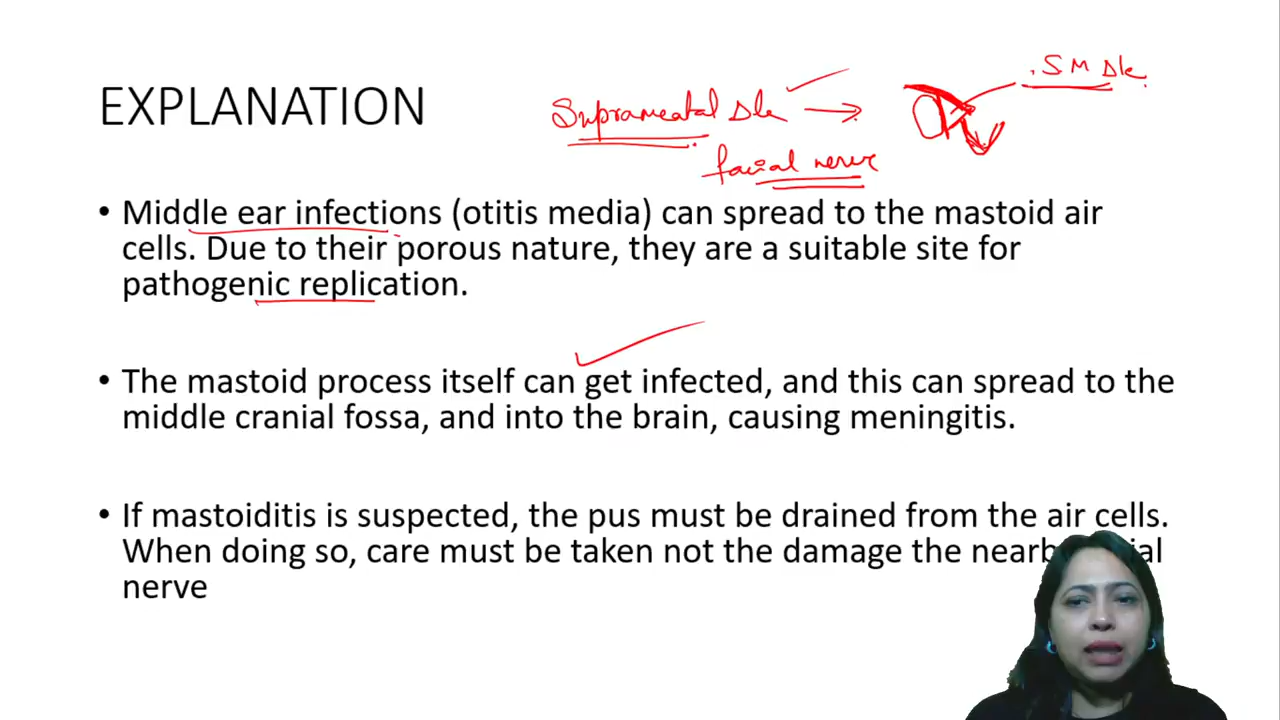 EXPLANATION
Suprameatal Δle →
S M Δle
facial nerve
• Middle ear infections (otitis media) can spread to the mastoid air
cells. Due to their porous nature, they are a suitable site for
pathogenic replication.
• The mastoid process itself can get infected, and this can spread to the
middle cranial fossa, and into the brain, causing meningitis.
• If mastoiditis is suspected, the pus must be drained from the air cells.
When doing so, care must be taken not the damage the
nerve